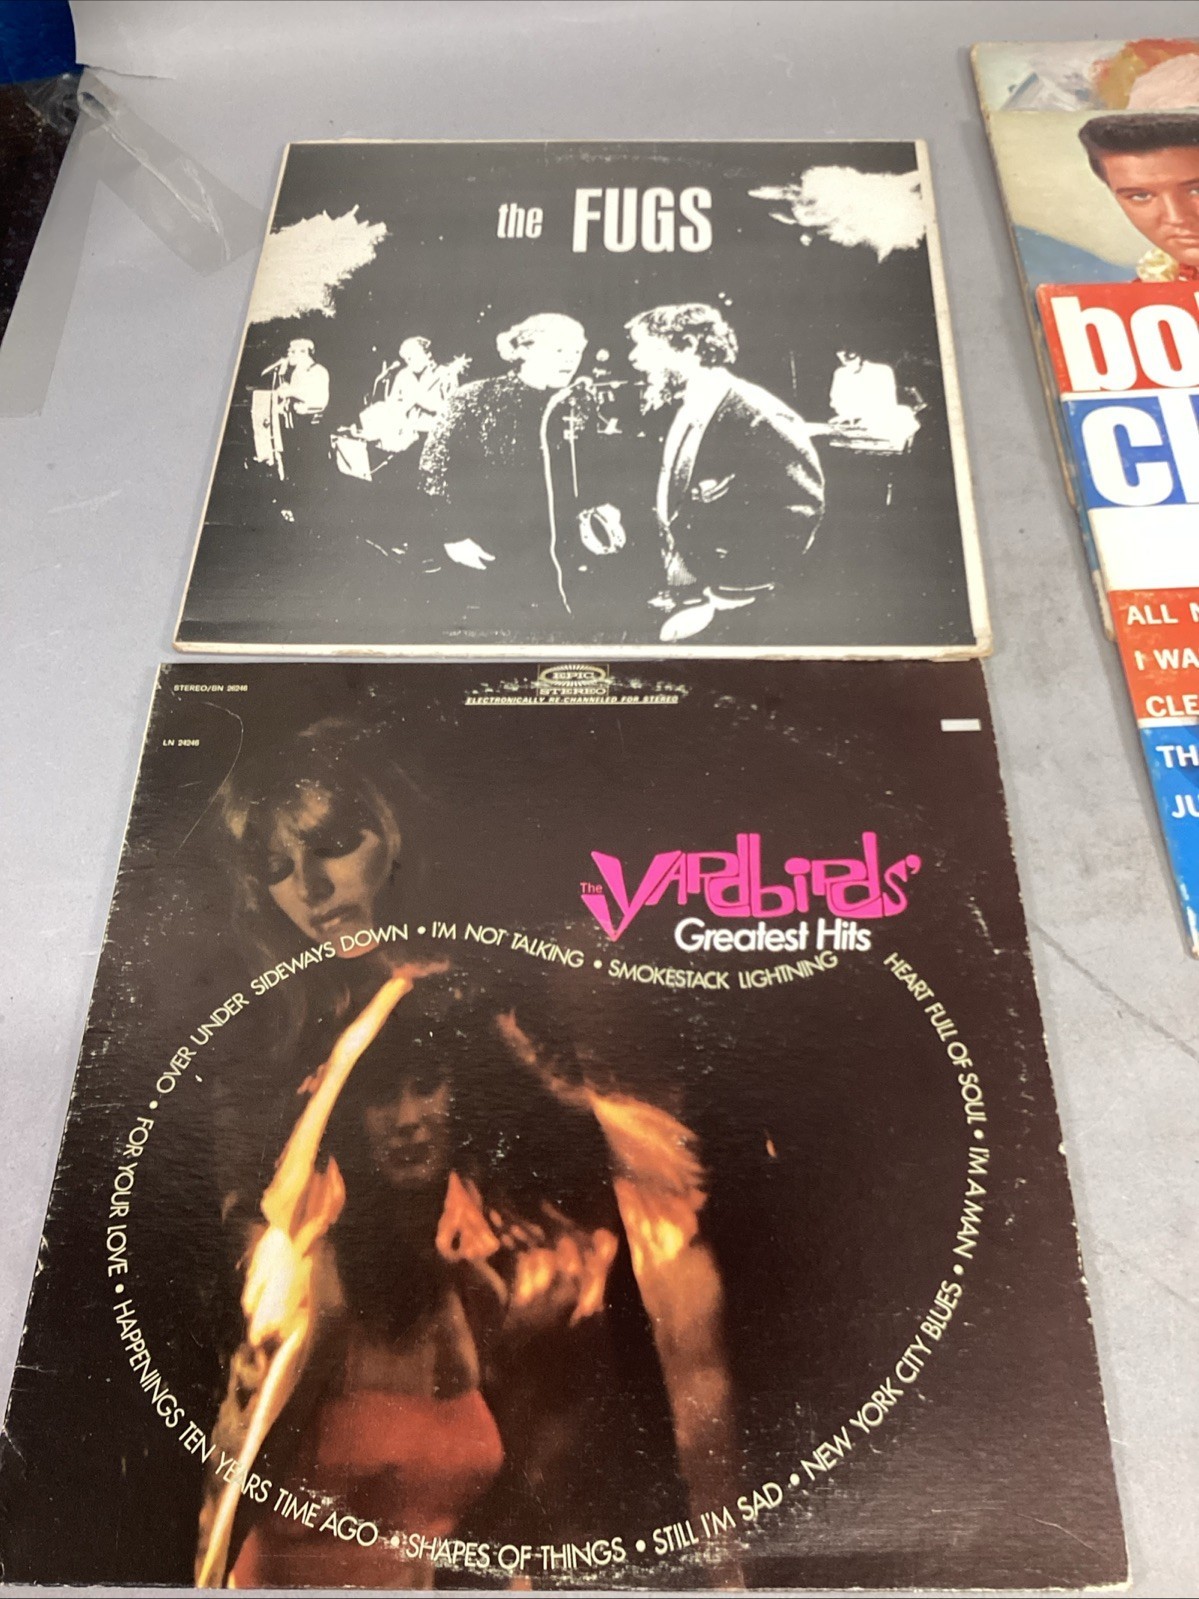 the FUGS
bo
cl
ALL
I WA
CLE
TH
JU
STEREO/BN 26246
LN 24246
EPIC
STEREO
ELECTRONICALLY RE-CHANNELED FOR STEREO
The YARDbiRds'
Greatest Hits
HEART FULL OF SOUL • I'M A MAN • NEW YORK CITY BLUES • STILL I'M SAD • SHAPES OF THINGS • HAPPENINGS TEN YEARS TIME AGO • FOR YOUR LOVE • OVER UNDER SIDEWAYS DOWN • I'M NOT TALKING • SMOKESTACK LIGHTNING